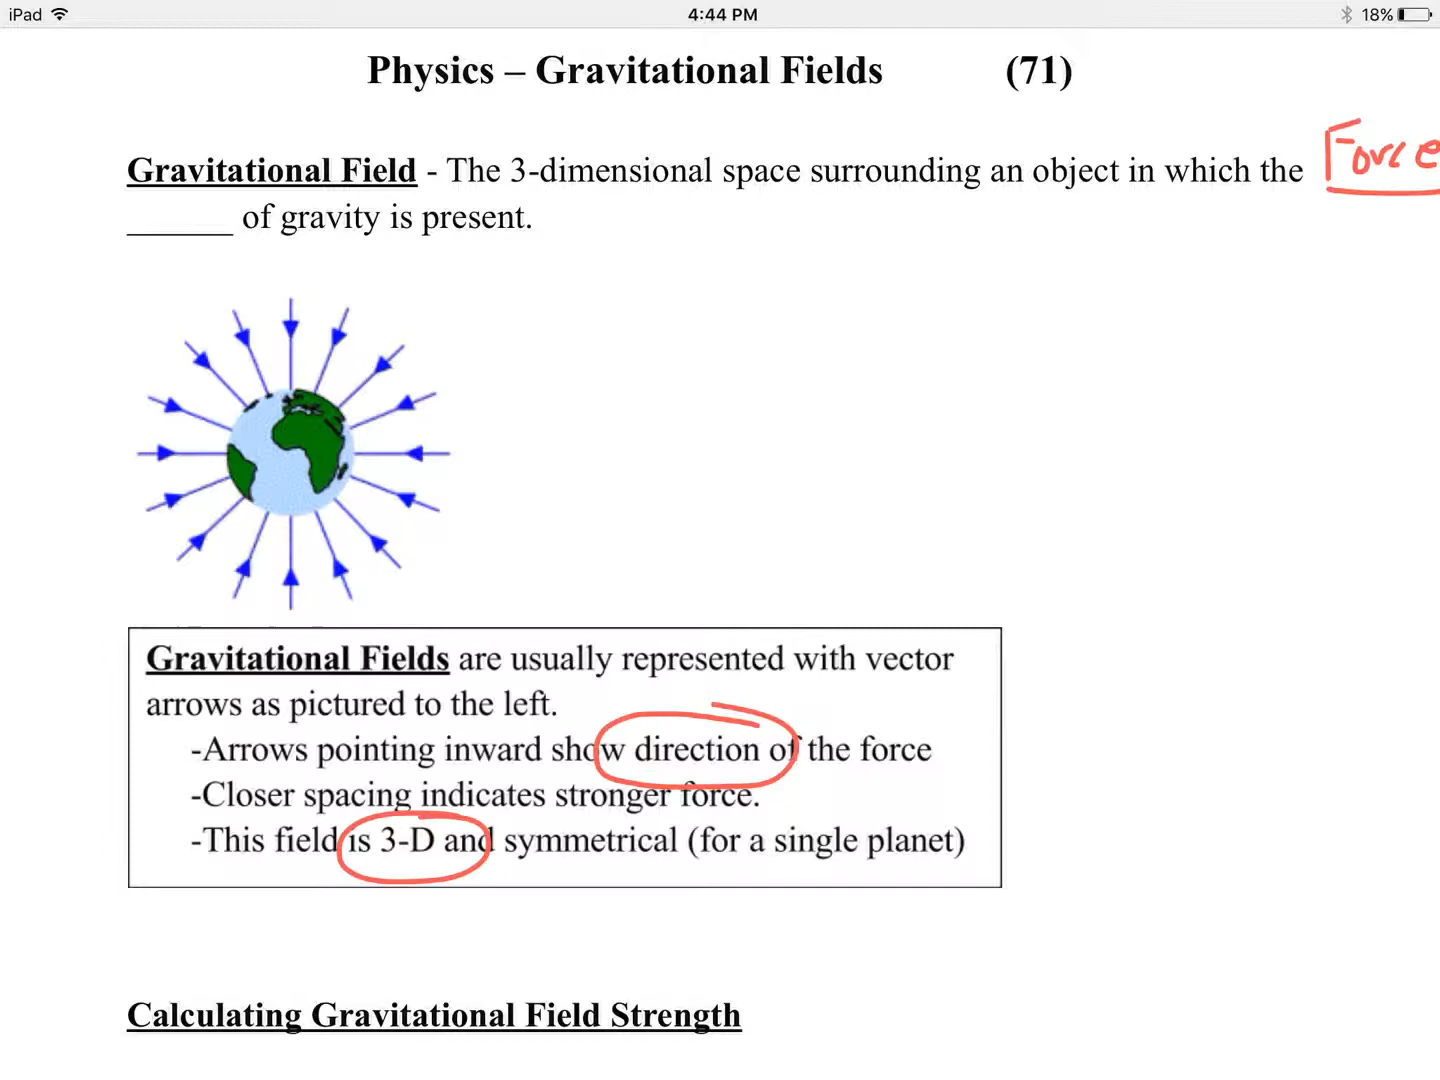 iPad 4:44 PM 18%
Physics – Gravitational Fields (71)
Gravitational Field - The 3-dimensional space surrounding an object in which the Force
______ of gravity is present.
Gravitational Fields are usually represented with vector
arrows as pictured to the left.
-Arrows pointing inward show direction of the force
-Closer spacing indicates stronger force.
-This field is 3-D and symmetrical (for a single planet)
Calculating Gravitational Field Strength